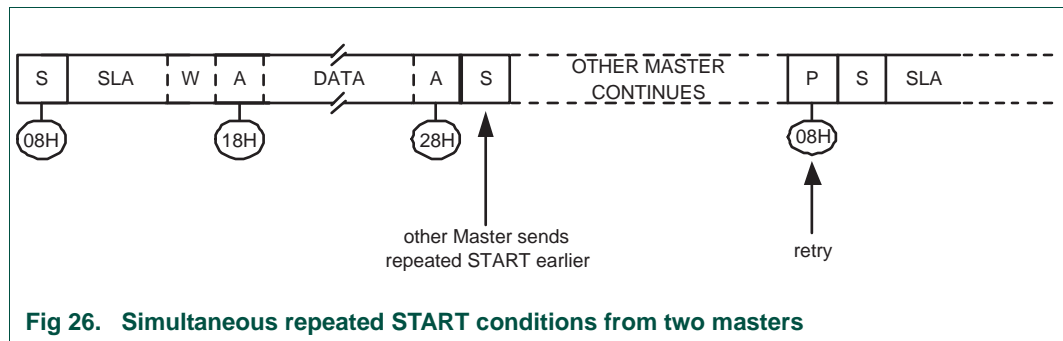 S SLA W A DATA A S OTHER MASTER CONTINUES P S SLA
08H 18H 28H 08H
other Master sends
repeated START earlier
retry
Fig 26. Simultaneous repeated START conditions from two masters